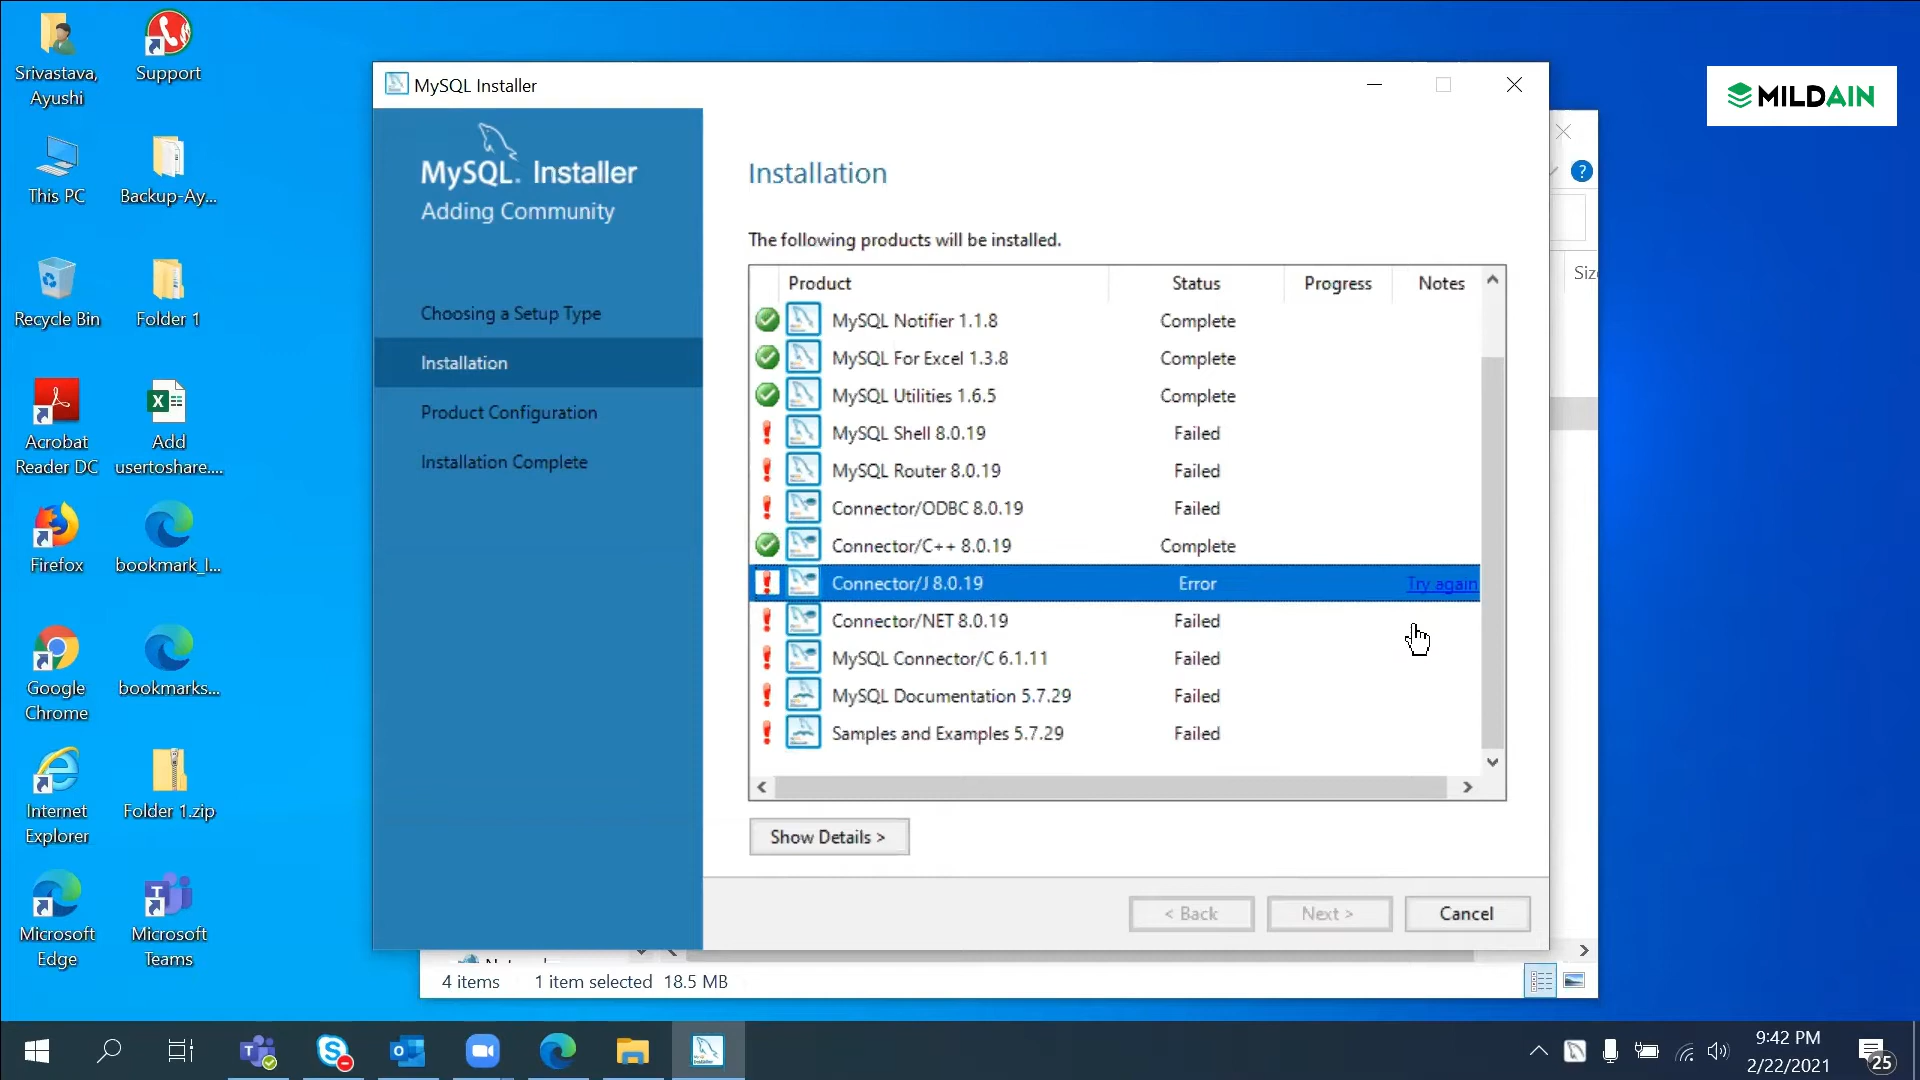 Srivastava,
Ayushi
Support
This PC
Backup-Ay...
Recycle Bin
Folder 1
Acrobat
Reader DC
Add
usertoshare....
Firefox
bookmark_l...
Google
Chrome
bookmarks...
Internet
Explorer
Folder 1.zip
Microsoft
Edge
Microsoft
Teams
MILDAIN
MySQL Installer
MySQL. Installer
Adding Community
Choosing a Setup Type
Installation
Product Configuration
Installation Complete
Installation
The following products will be installed.
Product Status Progress Notes
MySQL Notifier 1.1.8 Complete
MySQL For Excel 1.3.8 Complete
MySQL Utilities 1.6.5 Complete
MySQL Shell 8.0.19 Failed
MySQL Router 8.0.19 Failed
Connector/ODBC 8.0.19 Failed
Connector/C++ 8.0.19 Complete
Connector/J 8.0.19 Error Try again
Connector/NET 8.0.19 Failed
MySQL Connector/C 6.1.11 Failed
MySQL Documentation 5.7.29 Failed
Samples and Examples 5.7.29 Failed
Show Details >
< Back Next > Cancel
4 items 1 item selected 18.5 MB
9:42 PM
2/22/2021
25